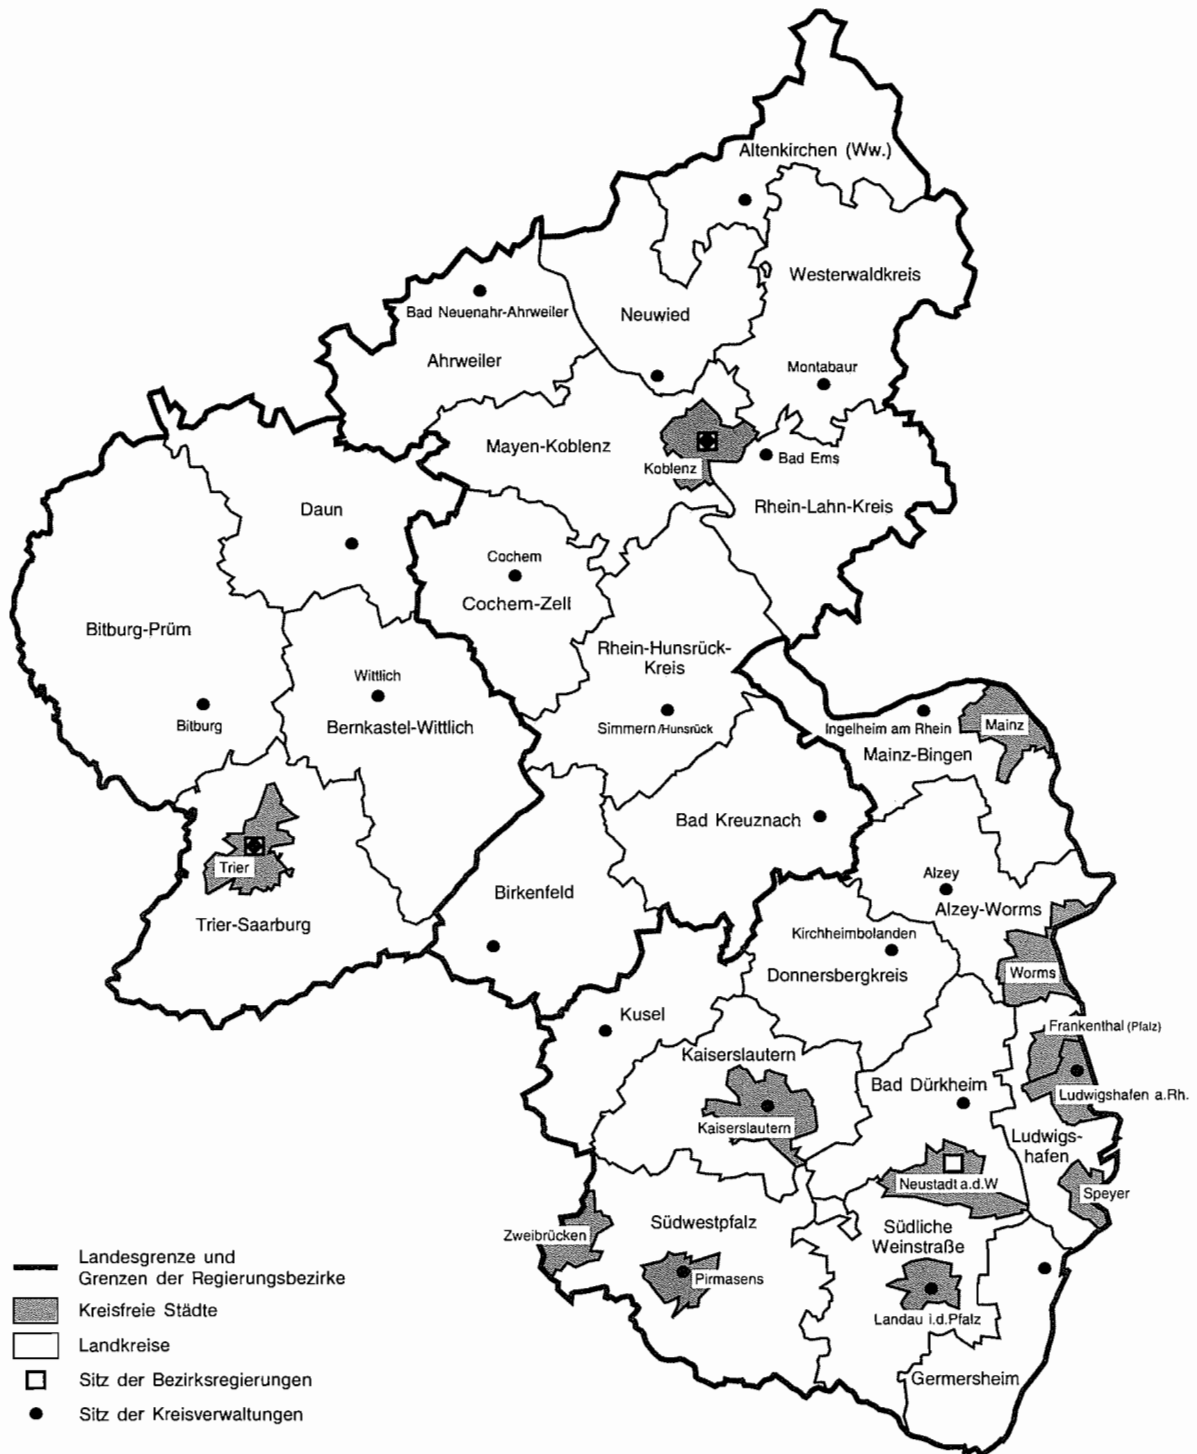 Altenkirchen (Ww.)
Westerwaldkreis
Bad Neuenahr-Ahrweiler
Neuwied
Ahrweiler
Montabaur
Mayen-Koblenz
Koblenz
Bad Ems
Daun
Rhein-Lahn-Kreis
Cochem
Cochem-Zell
Bitburg-Prüm
Rhein-Hunsrück-
Kreis
Wittlich
Bitburg
Bernkastel-Wittlich
Simmern/Hunsrück
Ingelheim am Rhein
Mainz
Mainz-Bingen
Bad Kreuznach
Trier
Alzey
Birkenfeld
Alzey-Worms
Trier-Saarburg
Kirchheimbolanden
Donnersbergkreis
Worms
Kusel
Frankenthal (Pfalz)
Kaiserslautern
Bad Dürkheim
Ludwigshafen a.Rh.
Kaiserslautern
Ludwigs-
hafen
Neustadt a.d.W
Speyer
Zweibrücken
Südwestpfalz
Südliche
Weinstraße
Pirmasens
Landau i.d.Pfalz
Germersheim
Landesgrenze und
Grenzen der Regierungsbezirke
Kreisfreie Städte
Landkreise
Sitz der Bezirksregierungen
Sitz der Kreisverwaltungen